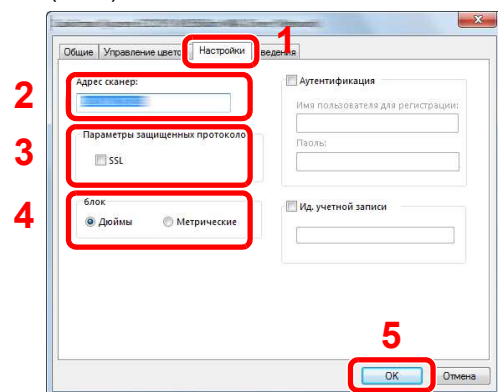 1
Общие Управление цвето Настройки ведения
2
Адрес сканер:
3
Параметры защищенных протоколо
SSL
4
блок
Дюймы Метрические
Аутентификация
Имя пользователя для регистрации:
Паоль:
Ид. учетной записи
5
OK Отмена